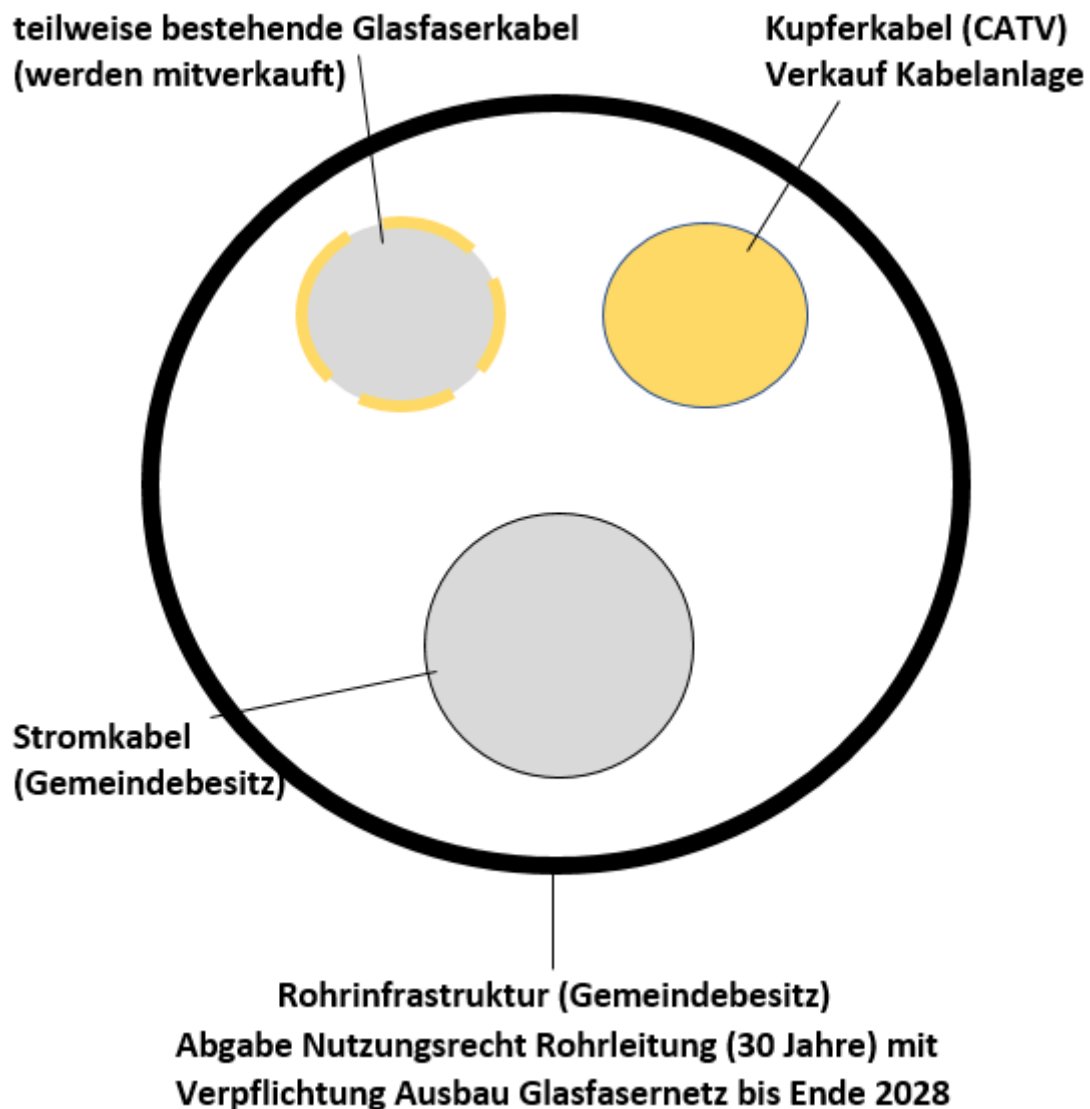 teilweise bestehende Glasfaserkabel
(werden mitverkauft)
Kupferkabel (CATV)
Verkauf Kabelanlage
Stromkabel
(Gemeindebesitz)
Rohrinfrastruktur (Gemeindebesitz)
Abgabe Nutzungsrecht Rohrleitung (30 Jahre) mit
Verpflichtung Ausbau Glasfasernetz bis Ende 2028